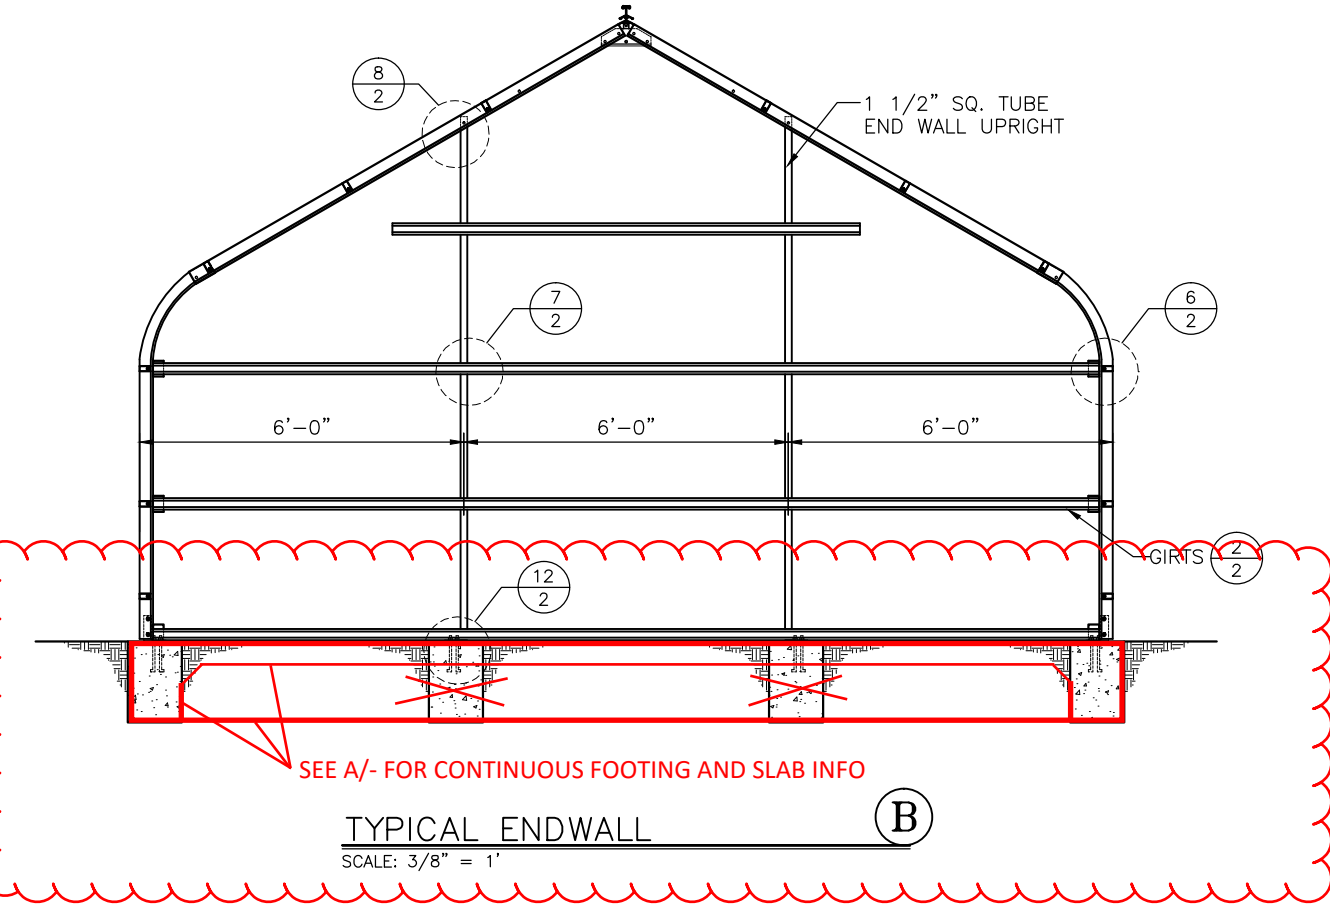 8
2
1 1/2” SQ. TUBE
END WALL UPRIGHT
7
2
6
2
6’-0” 6’-0” 6’-0”
GIRTS 2
2
12
2
SEE A/- FOR CONTINUOUS FOOTING AND SLAB INFO
TYPICAL ENDWALL B
SCALE: 3/8” = 1’